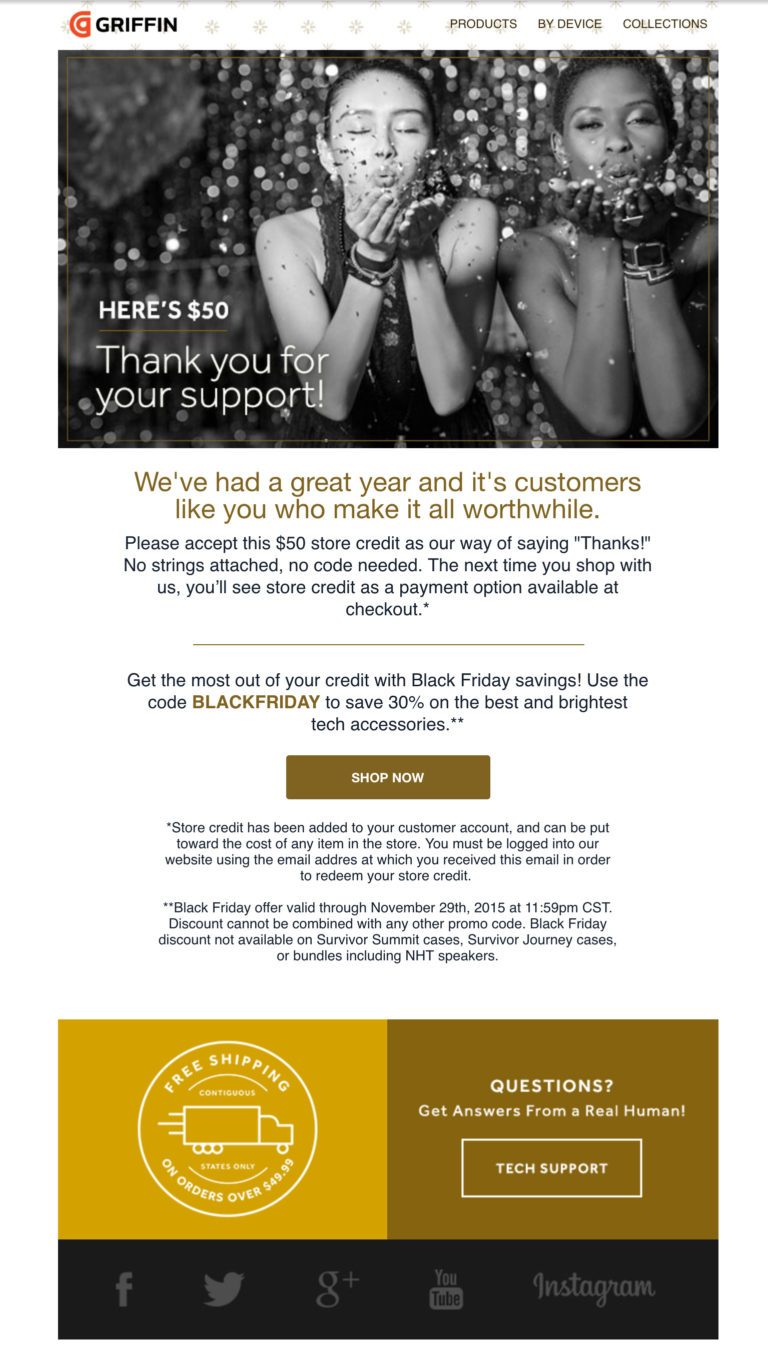 GRIFFIN
PRODUCTS BY DEVICE COLLECTIONS
HERE'S $50
Thank you for
your support!
We've had a great year and it's customers
like you who make it all worthwhile.
Please accept this $50 store credit as our way of saying "Thanks!"
No strings attached, no code needed. The next time you shop with
us, you’ll see store credit as a payment option available at
checkout.*
Get the most out of your credit with Black Friday savings! Use the
code BLACKFRIDAY to save 30% on the best and brightest
tech accessories.**
SHOP NOW
*Store credit has been added to your customer account, and can be put
toward the cost of any item in the store. You must be logged into our
website using the email addres at which you received this email in order
to redeem your store credit.
**Black Friday offer valid through November 29th, 2015 at 11:59pm CST.
Discount cannot be combined with any other promo code. Black Friday
discount not available on Survivor Summit cases, Survivor Journey cases,
or bundles including NHT speakers.
FREE SHIPPING
CONTIGUOUS
STATES ONLY
ON ORDERS OVER $49.99
QUESTIONS?
Get Answers From a Real Human!
TECH SUPPORT
f g+ You
Tube Instagram